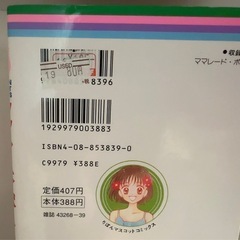 USED
8396
●収録
ママレード・ボ
1929979003883
ISBN4-08-853839-0
C9979 ¥388E
定価407円
本体388円
雑誌 43268-39
りぼんマスコットコミックス